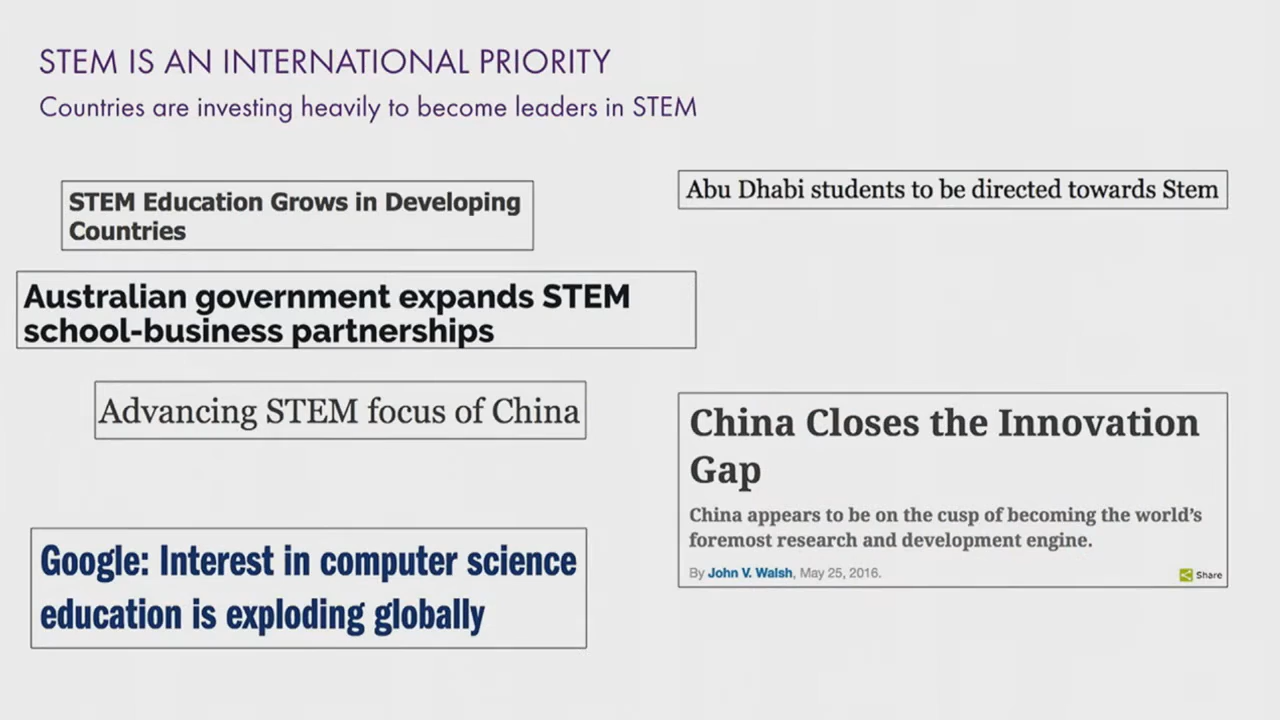 STEM IS AN INTERNATIONAL PRIORITY
Countries are investing heavily to become leaders in STEM
STEM Education Grows in Developing
Countries
Abu Dhabi students to be directed towards Stem
Australian government expands STEM
school-business partnerships
Advancing STEM focus of China
China Closes the Innovation
Gap
China appears to be on the cusp of becoming the world's
foremost research and development engine.
By John V. Walsh, May 25, 2016.
Share
Google: Interest in computer science
education is exploding globally